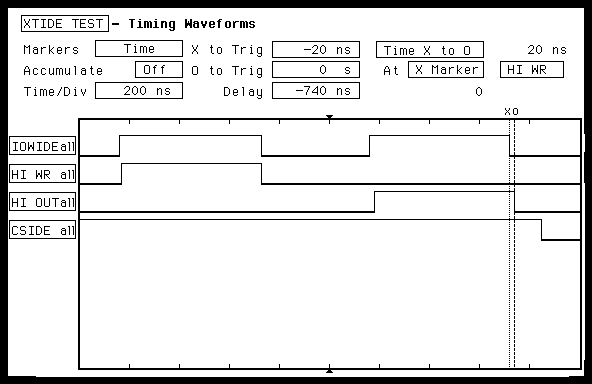 XTIDE TEST - Timing Waveforms
Markers Time X to Trig -20 ns Time X to O 20 ns
Accumulate Off O to Trig 0 s At X Marker HI WR
Time/Div 200 ns Delay -740 ns 0
XO
IOWIDEall
HI WR all
HI OUTall
CSIDE all